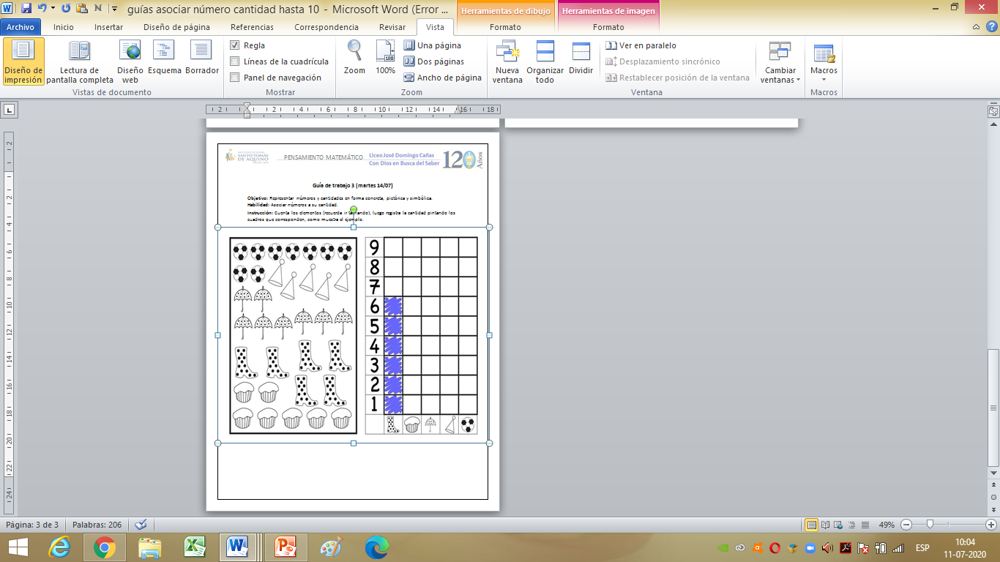 guías asociar número cantidad hasta 10 - Microsoft Word (Error ...
Herramientas de dibujo
Herramientas de imagen
Archivo
Inicio
Insertar
Diseño de página
Referencias
Correspondencia
Revisar
Vista
Formato
Formato
Diseño de impresión
Lectura de pantalla completa
Diseño web
Esquema
Borrador
Vistas de documento
Regla
Líneas de la cuadrícula
Panel de navegación
Mostrar
Zoom
100%
Una página
Dos páginas
Ancho de página
Zoom
Nueva ventana
Organizar todo
Dividir
Ver en paralelo
Desplazamiento sincrónico
Restablecer posición de la ventana
Ventana
Cambiar ventanas
Macros
Macros
2 2 4 6 8 10 12 14 16 18
SANTO TOMÁS
DE AQUINO
PENSAMIENTO MATEMÁTICO
Liceo José Domingo Cañas
Con Dios en Busca del Saber
120 Años
Guía de trabajo 3 (martes 14/07)
Objetivo: Representar números y cantidades en forma concreta, pictórica y simbólica.
Habilidad: Asociar números a su cantidad.
Instrucción: Cuenta los elementos (recuerda ir tachando), luego registra la cantidad pintando los
cuadros que corresponden, como muestra el ejemplo.
9
8
7
6
5
4
3
2
1
2 2 4 6 8 10 12 14 16 18 20 22 24
Página: 3 de 3
Palabras: 206
49%
ESP
10:04
11-07-2020